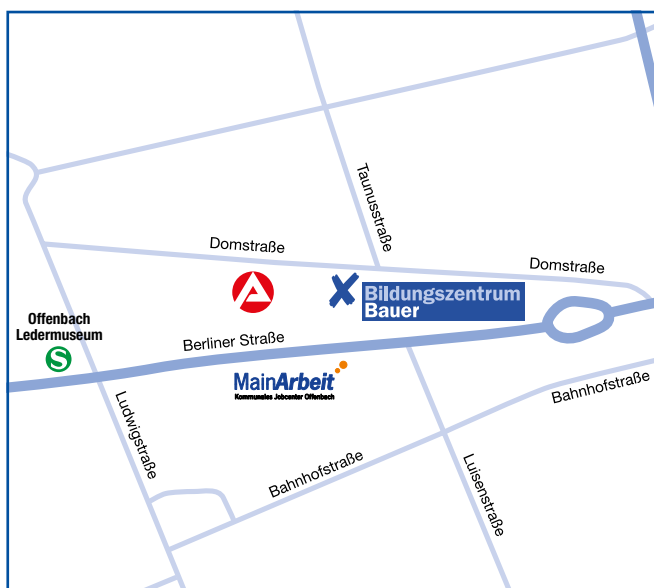 Taunusstraße
Domstraße
Domstraße
Bildungszentrum
Bauer
Offenbach
Ledermuseum
S
Berliner Straße
MainArbeit
Kommunales Jobcenter Offenbach
Ludwigstraße
Bahnhofstraße
Bahnhofstraße
Luisenstraße